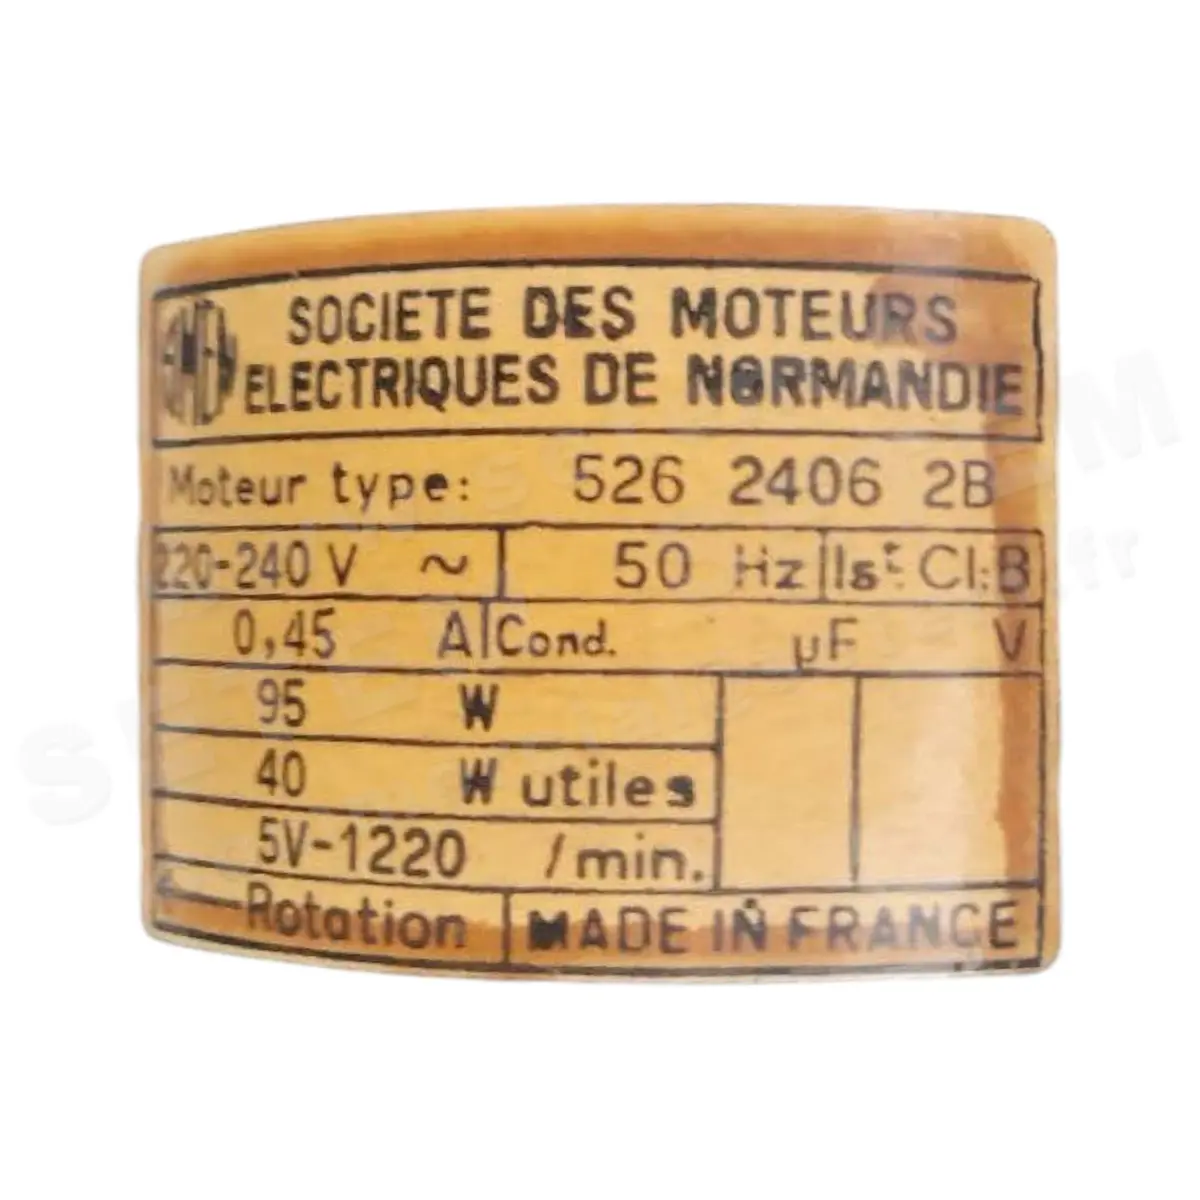 SMEN
SOCIETE DES MOTEURS
ELECTRIQUES DE NORMANDIE
Moteur type: 526 2406 2B
220-240 V ~ 50 Hz Ist Cl: B
0,45 A Cond. µF V
95 W
40 W utiles
5V-1220 /min.
← Rotation MADE IN FRANCE